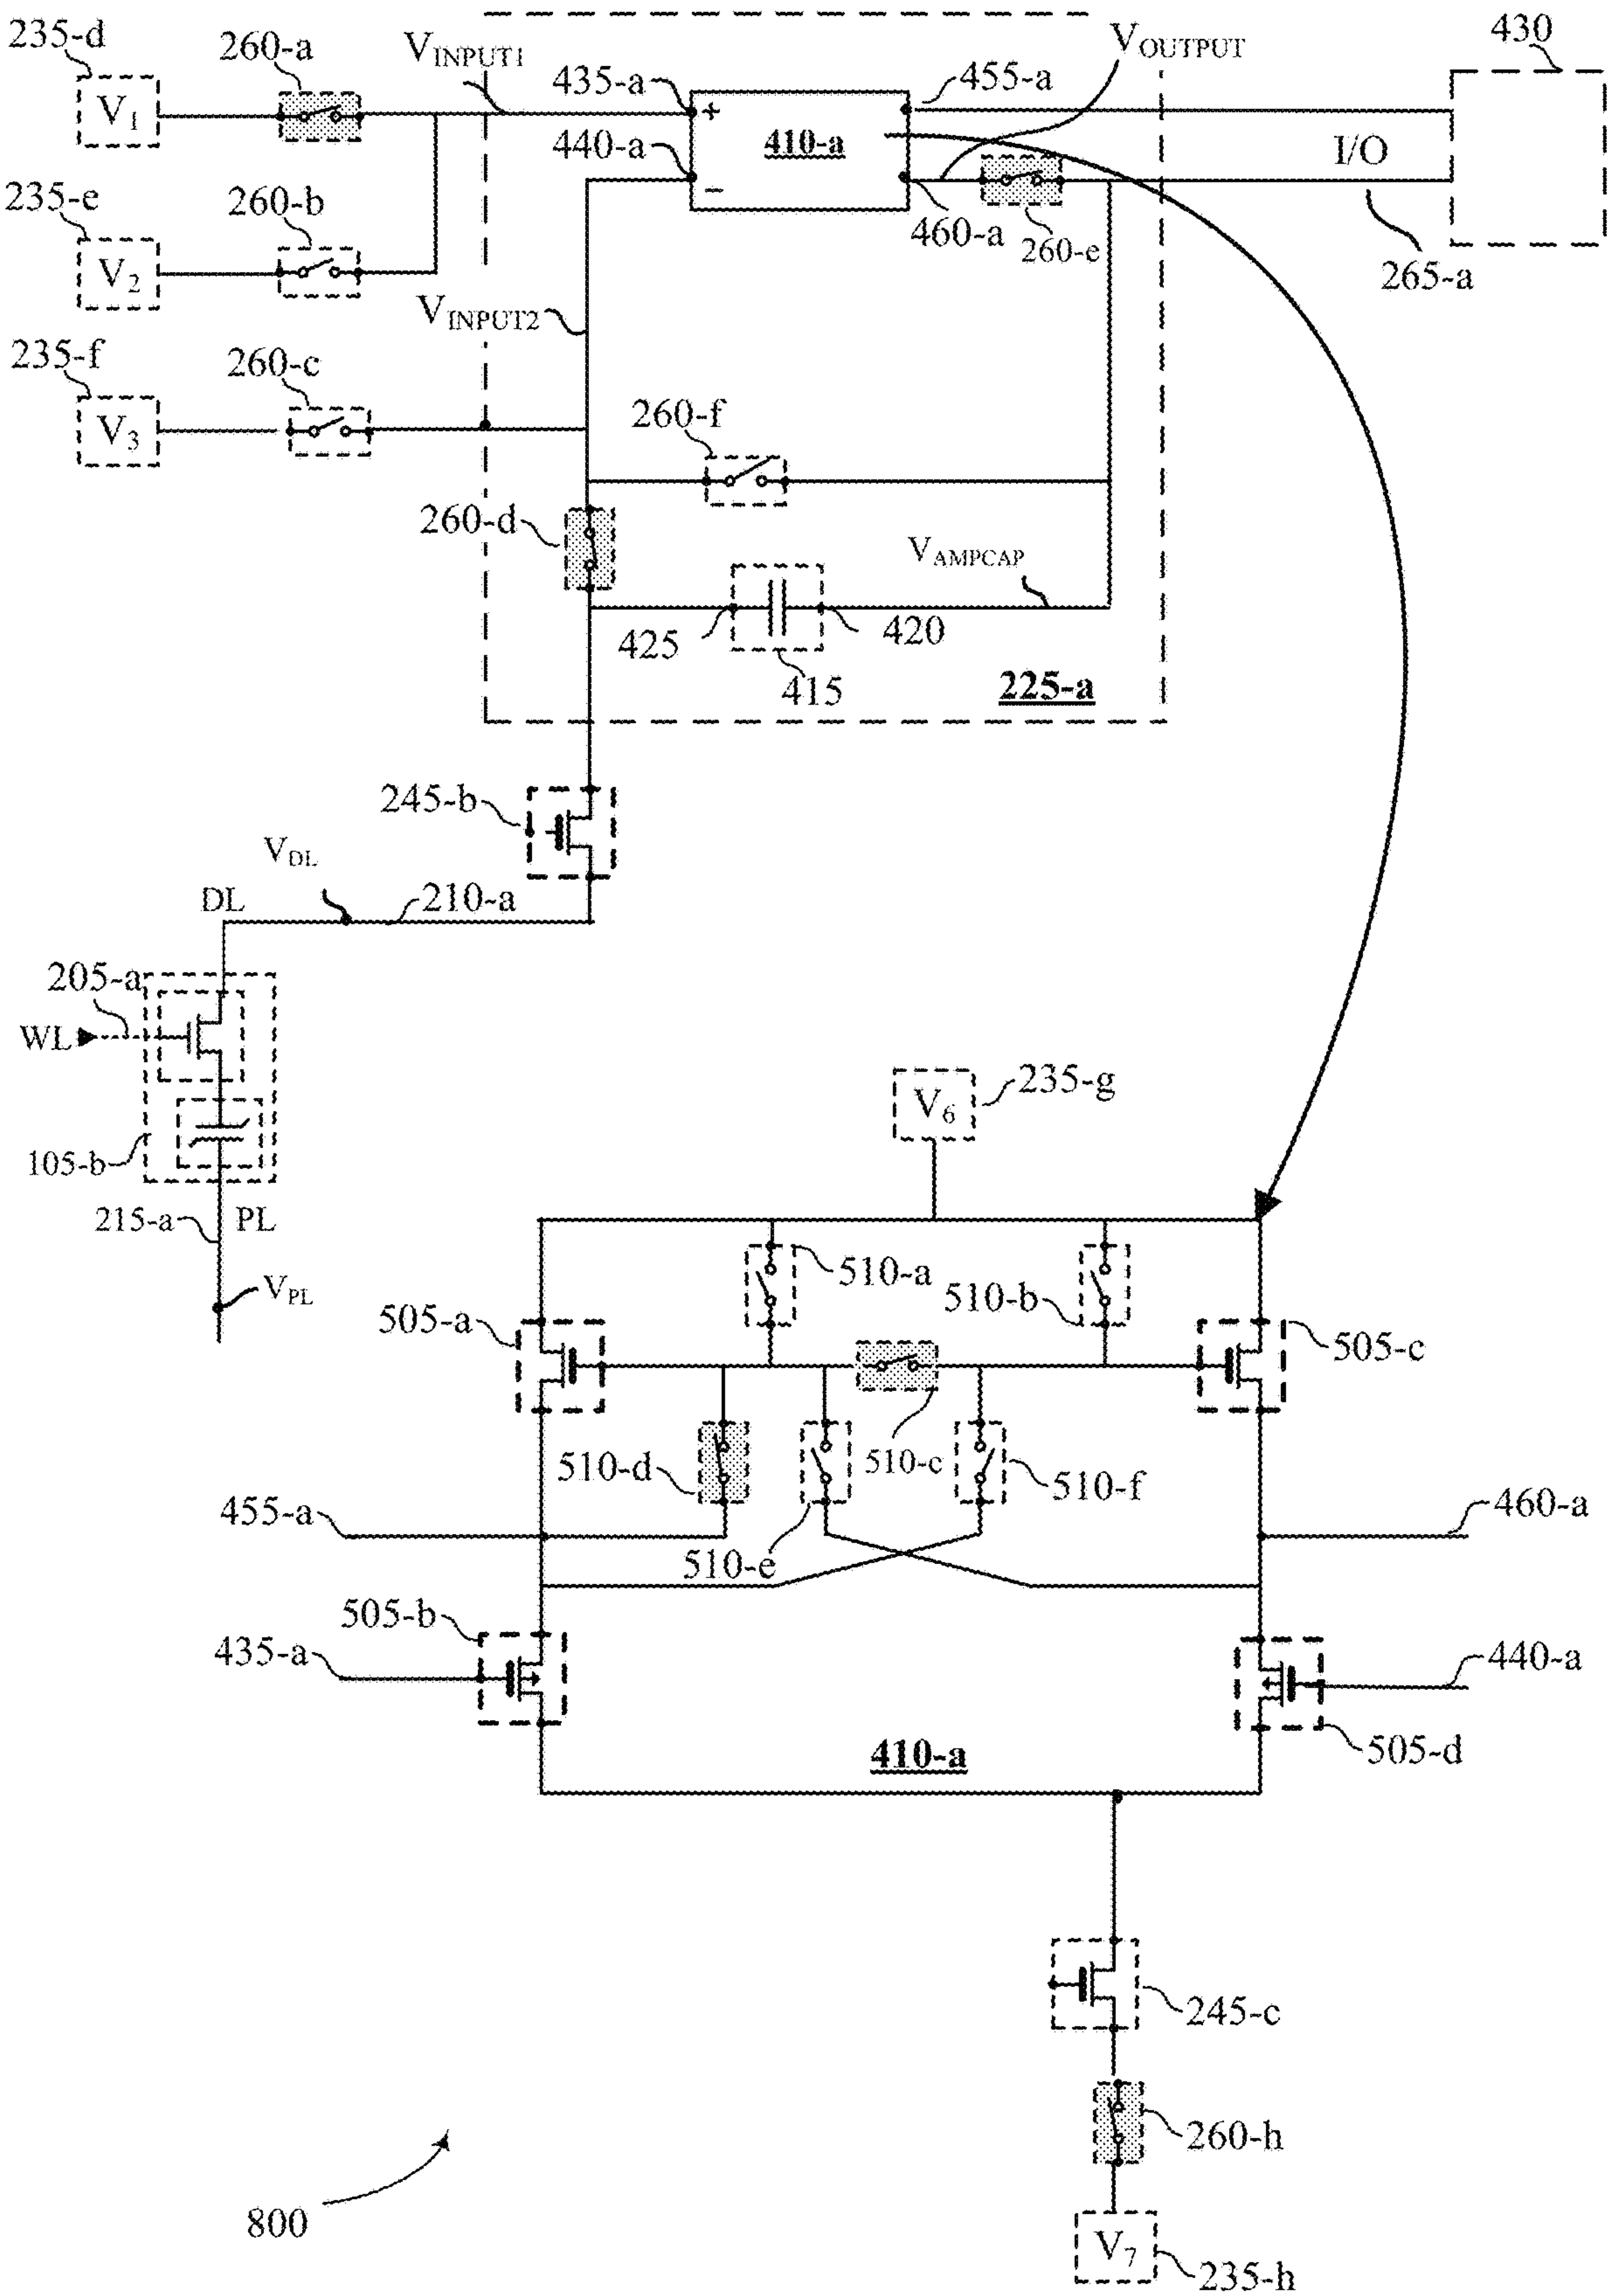 235-d
V1
260-a
VINPUT1
435-a
+
410-a
455-a
VOUTPUT
430
440-a
−
460-a
260-e
I/O
265-a
235-e
V2
260-b
VINPUT2
235-f
V3
260-c
260-f
260-d
VAMPCAP
425
420
415
225-a
245-b
VDL
DL
210-a
205-a
WL
105-b
215-a
PL
VPL
V6
235-g
510-a
510-b
505-a
505-c
510-d
510-c
510-f
455-a
460-a
510-e
505-b
435-a
440-a
410-a
505-d
245-c
260-h
800
V7
235-h